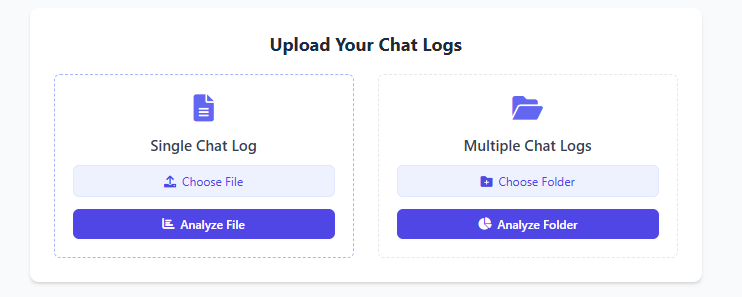 Upload Your Chat Logs
Single Chat Log
Choose File
Analyze File
Multiple Chat Logs
Choose Folder
Analyze Folder